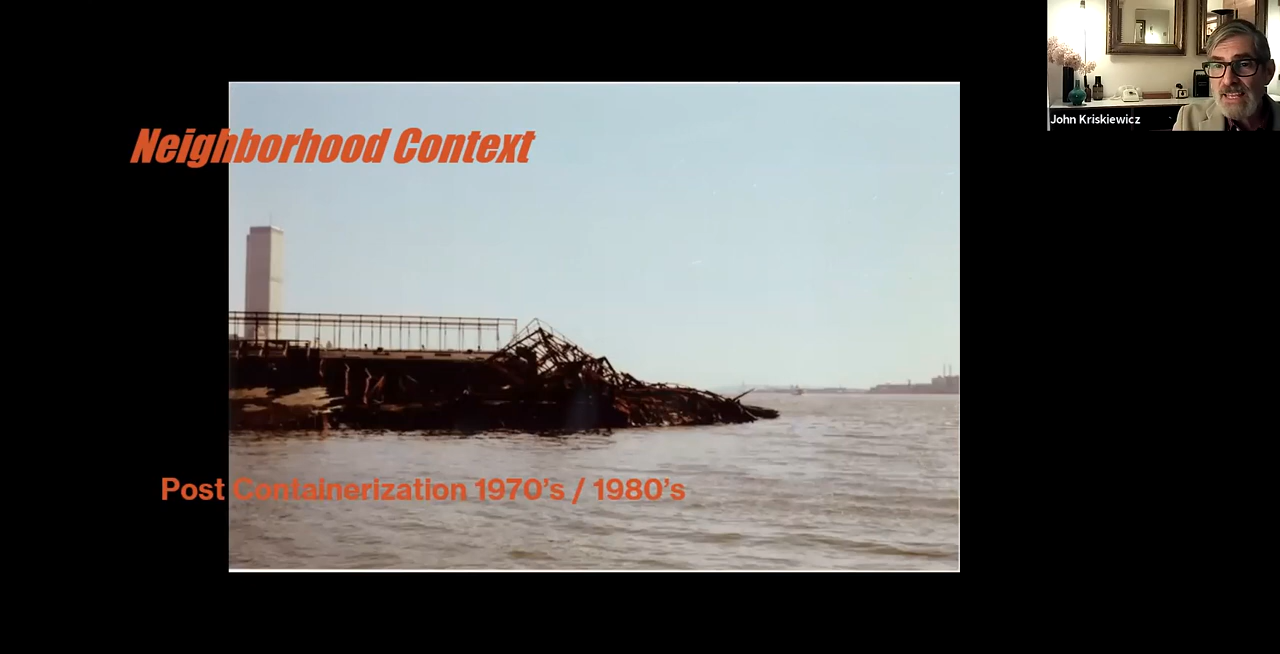 Neighborhood Context
John Kriskiewicz
Post Containerization 1970’s / 1980’s